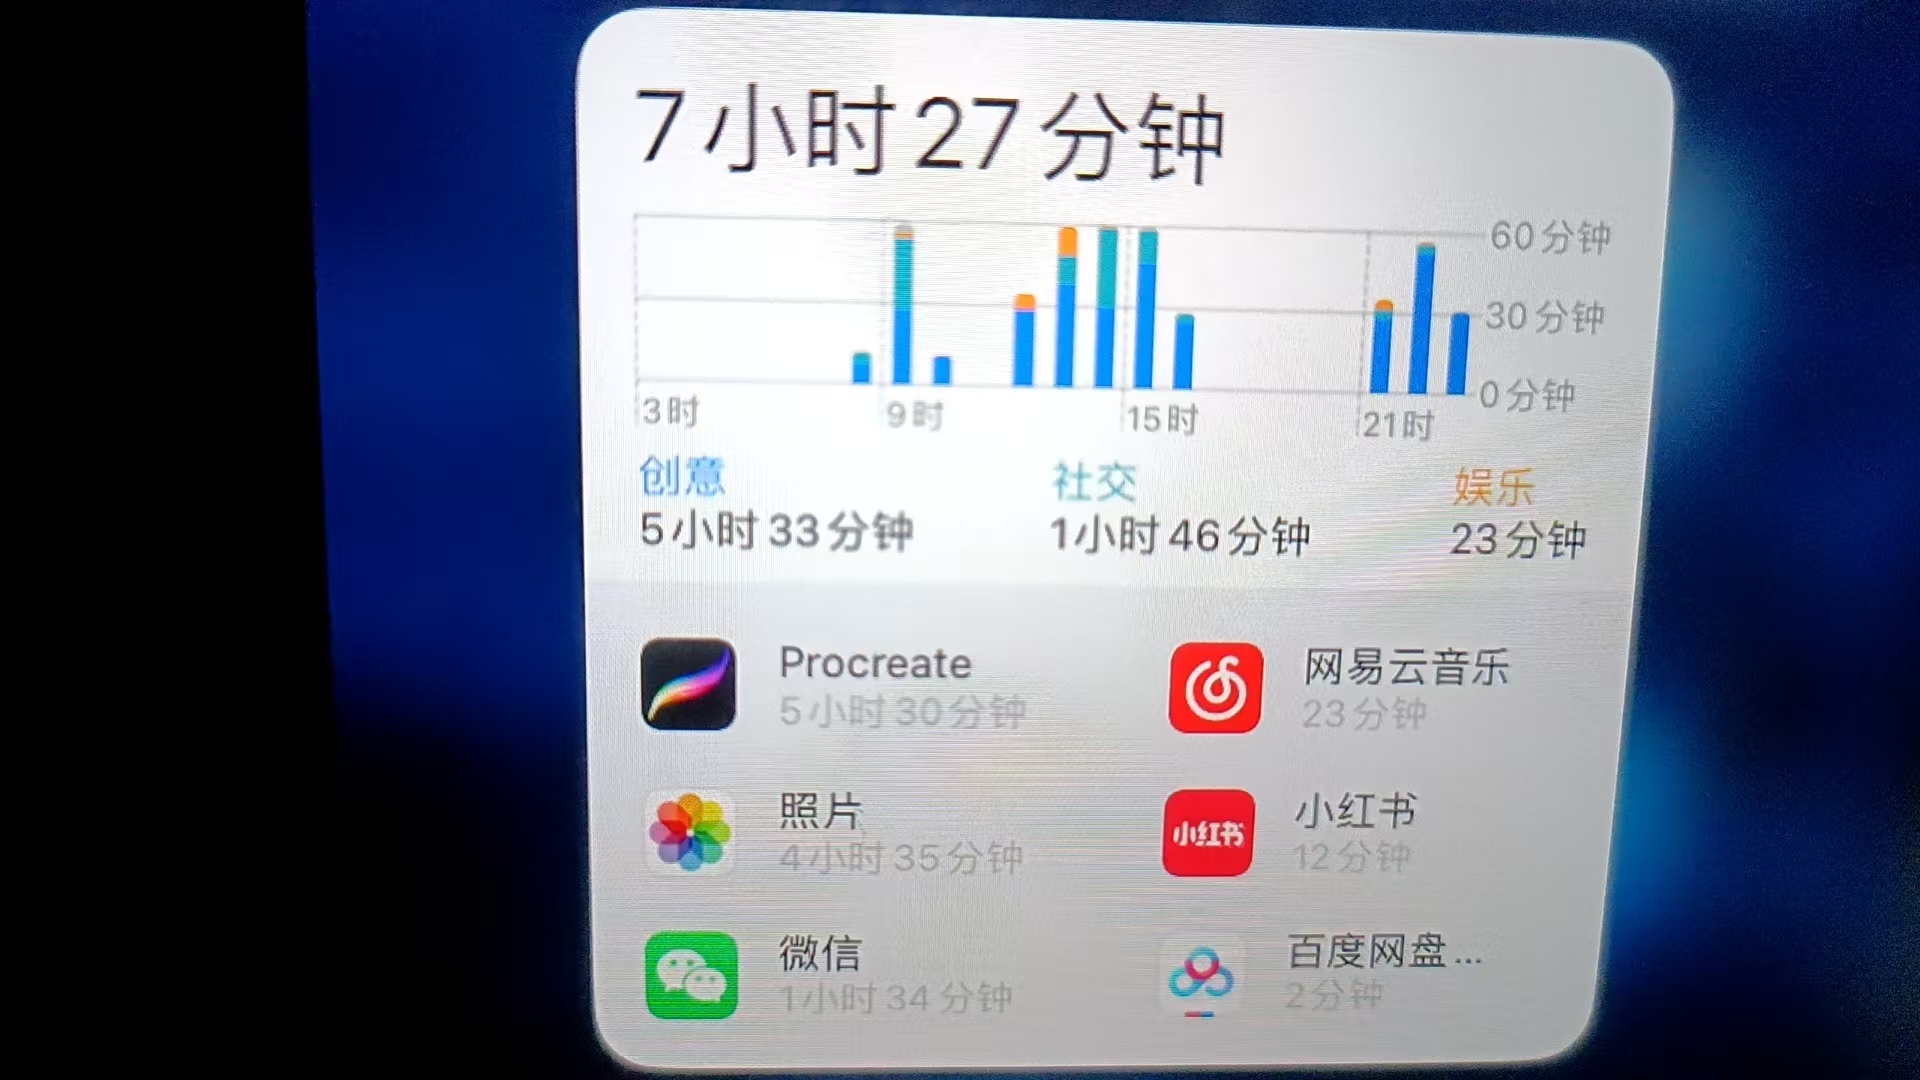 7小时27分钟
60分钟
30分钟
0分钟
3时 9时 15时 21时
创意 社交 娱乐
5小时33分钟 1小时46分钟 23分钟
Procreate 网易云音乐
5小时30分钟 23分钟
照片 小红书
小红书
4小时35分钟 12分钟
微信 百度网盘...
1小时34分钟 2分钟